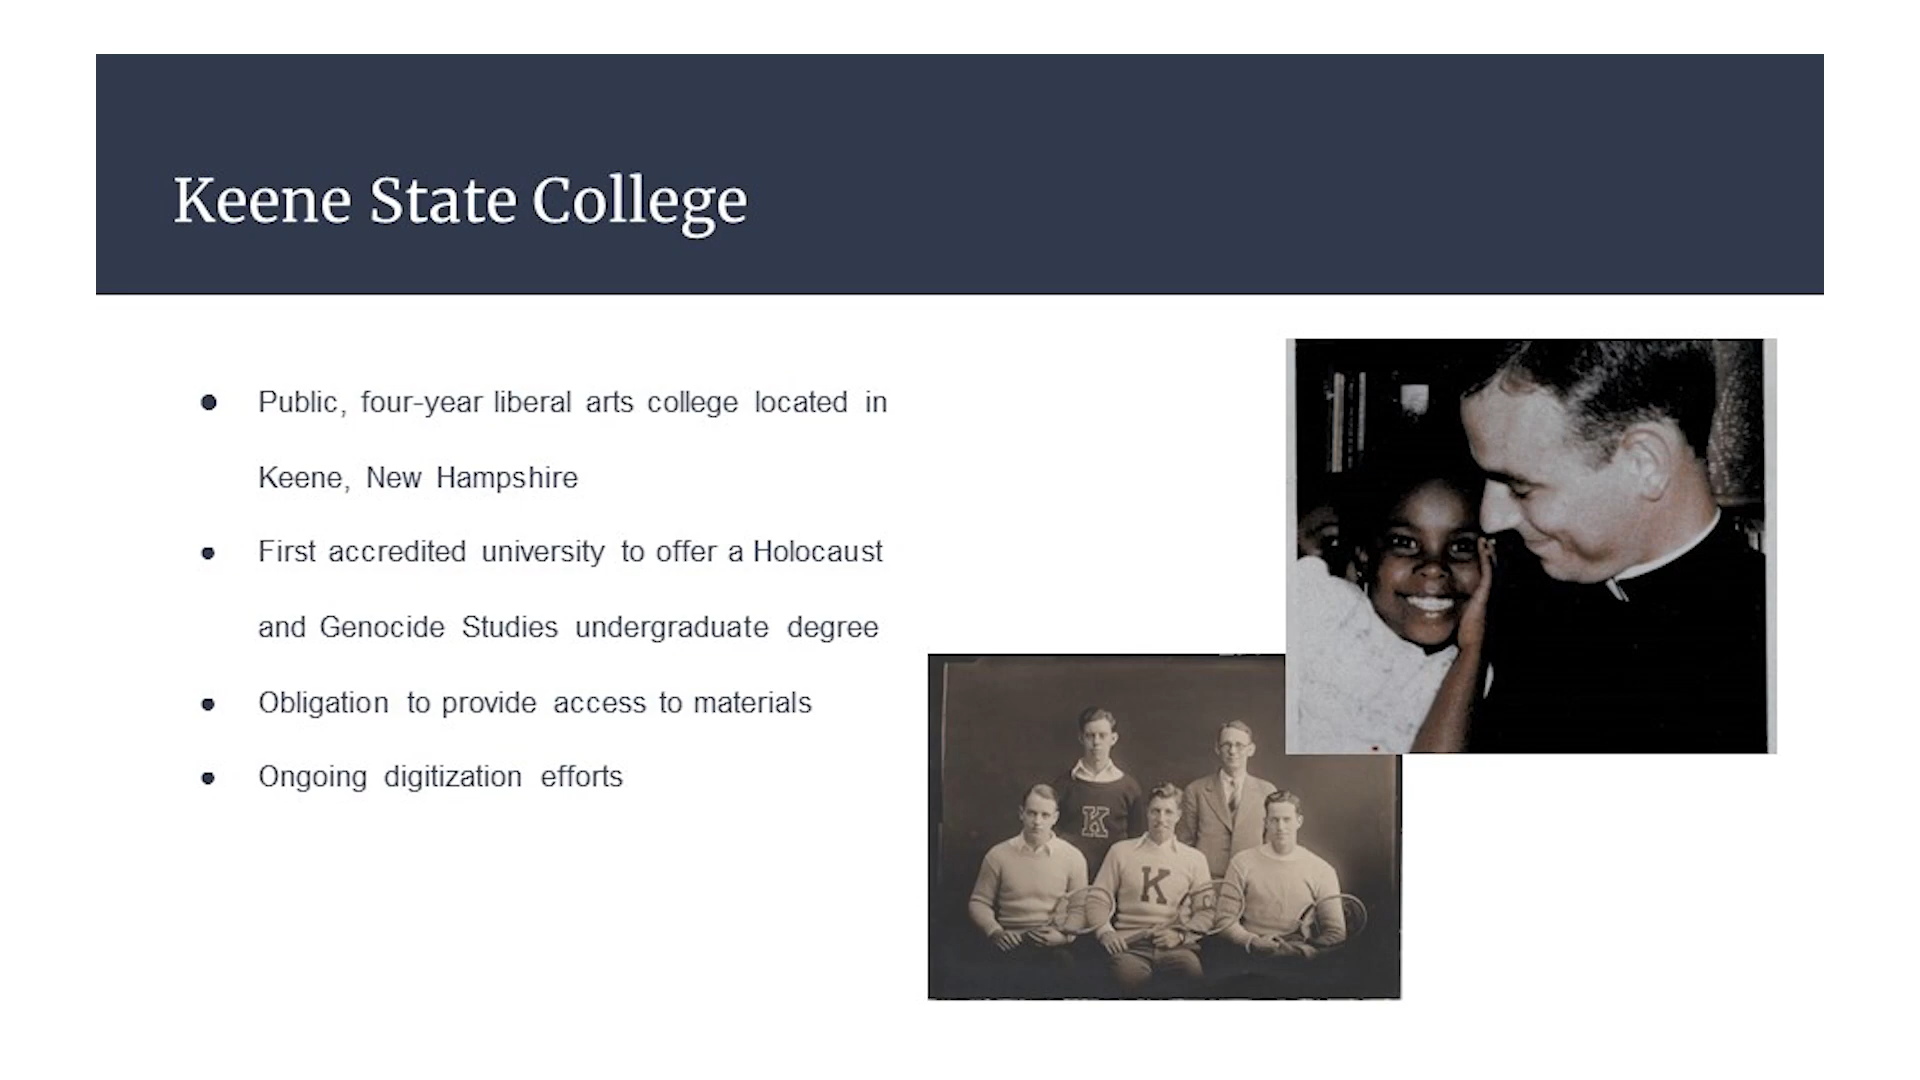 Keene State College
● Public, four-year liberal arts college located in
Keene, New Hampshire
● First accredited university to offer a Holocaust
and Genocide Studies undergraduate degree
● Obligation to provide access to materials
● Ongoing digitization efforts
K
K